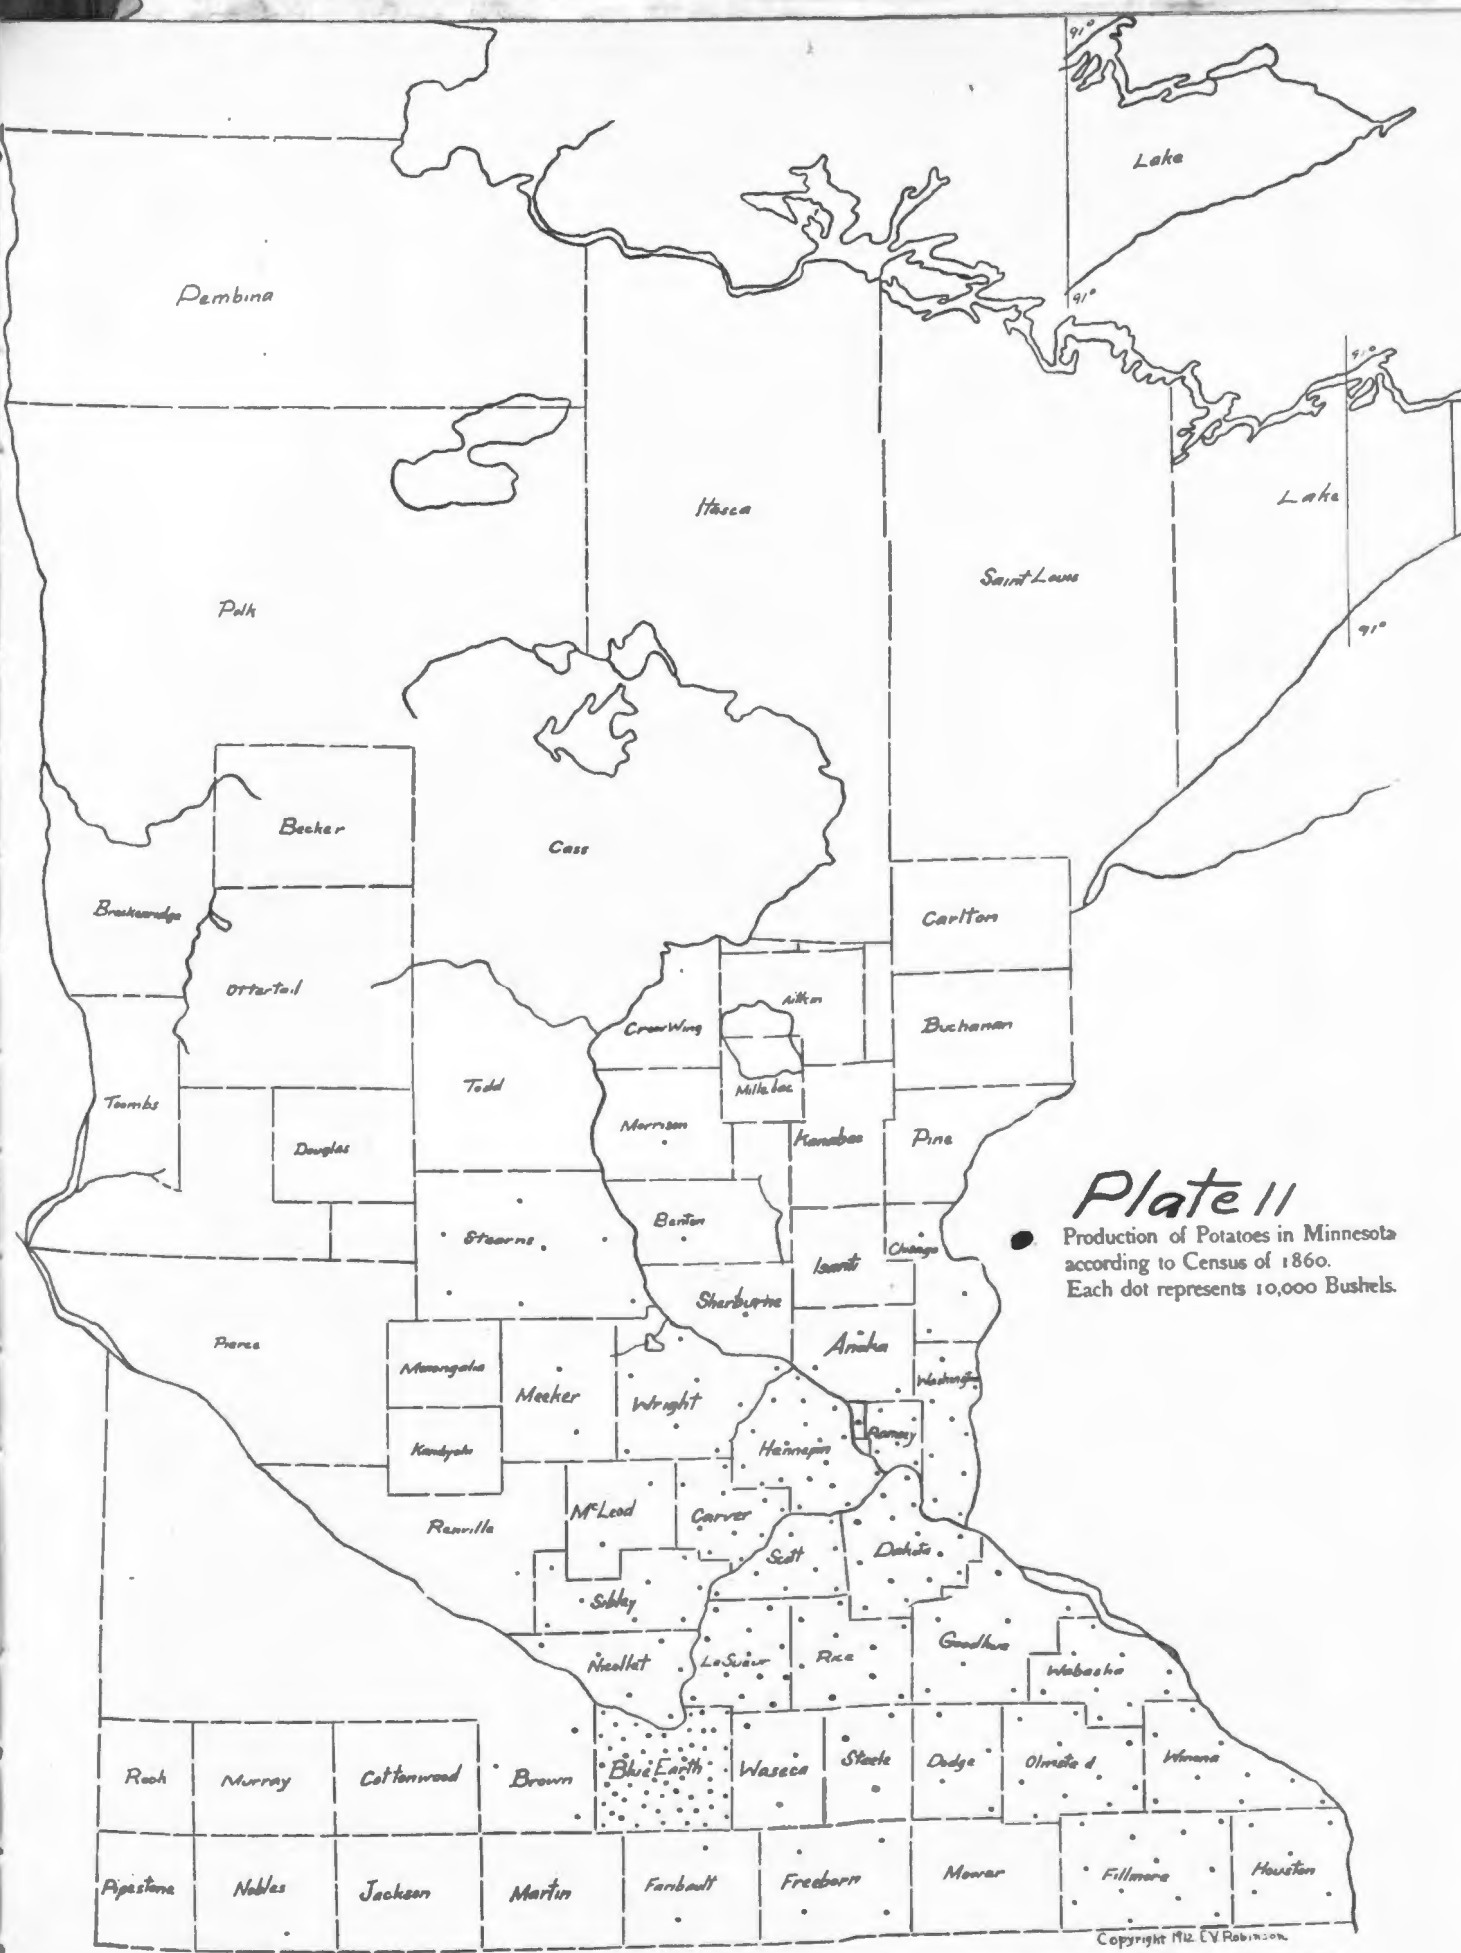 91°
Lake
91°
Pembina
91°
Itasca
Lake
Saint Louis
Polk
91°
Becker
Cass
Breckenridge
Carlton
Ottertail
Aitkin
Crow Wing
Buchanan
Todd
Mille Lac
Toombs
Morrison
Kanabec
Pine
Douglas
Plate 11
Production of Potatoes in Minnesota
according to Census of 1860.
Each dot represents 10,000 Bushels.
Benton
Stearns
Chisago
Isanti
Sherburne
Pierce
Anoka
Monongalia
Meeker
Wright
Washington
Kandiyohi
Hennepin
Ramsey
McLeod
Carver
Renville
Scott
Dakota
Sibley
Nicollet
LeSueur
Rice
Goodhue
Wabasha
Rock
Murray
Cottonwood
Brown
Blue Earth
Waseca
Steele
Dodge
Olmsted
Winona
Pipestone
Nobles
Jackson
Martin
Faribault
Freeborn
Mower
Fillmore
Houston
Copyright 1912 E V Robinson